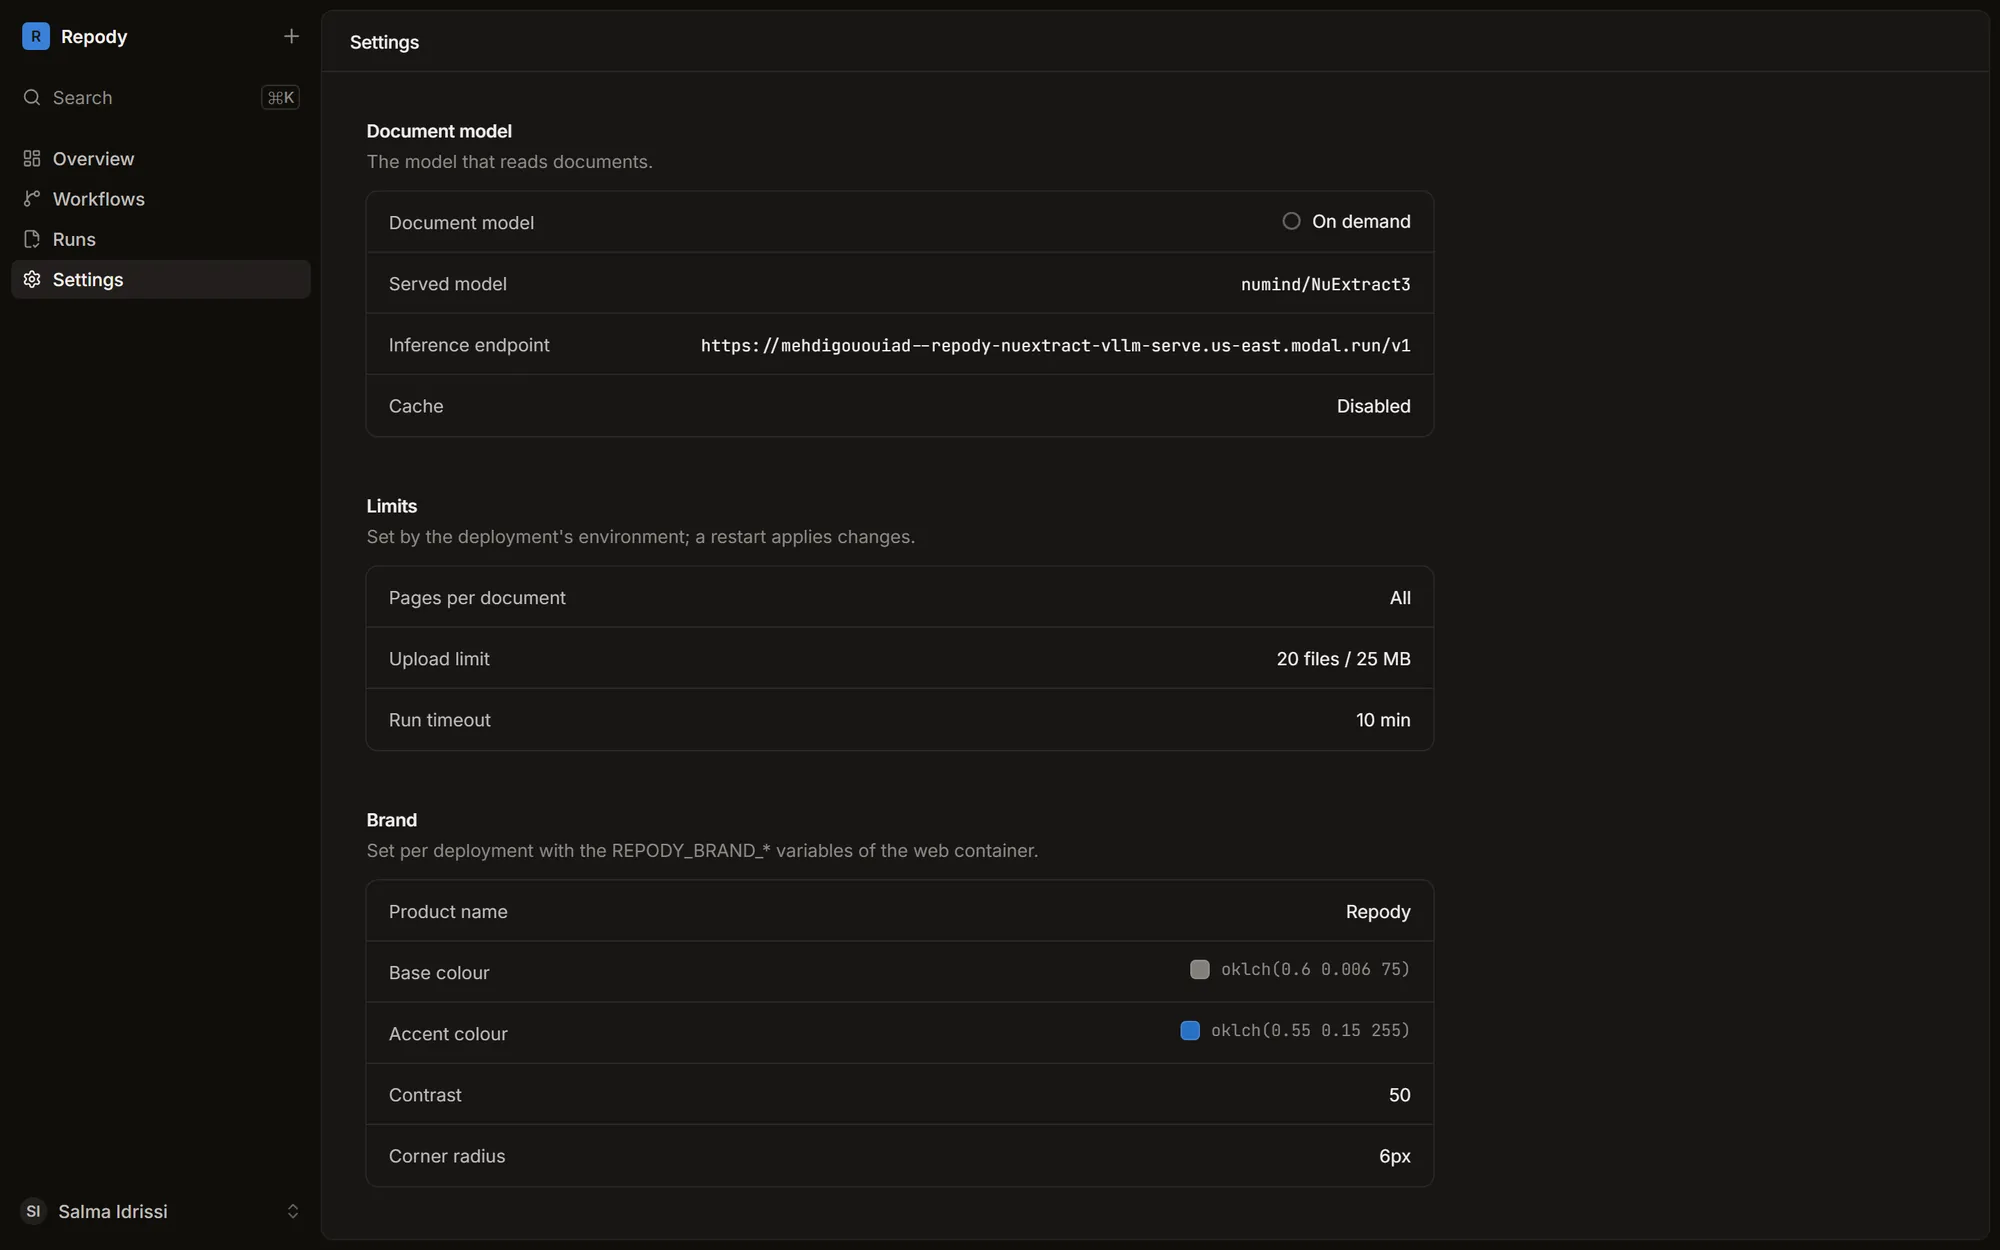 R Repody
Search ⌘K
Overview
Workflows
Runs
Settings
SI Salma Idrissi
Settings
Document model
The model that reads documents.
Document model On demand
Served model numind/NuExtract3
Inference endpoint https://mehdigououiad--repody-nuextract-vllm-serve.us-east.modal.run/v1
Cache Disabled
Limits
Set by the deployment's environment; a restart applies changes.
Pages per document All
Upload limit 20 files / 25 MB
Run timeout 10 min
Brand
Set per deployment with the REPODY_BRAND_* variables of the web container.
Product name Repody
Base colour oklch(0.6 0.006 75)
Accent colour oklch(0.55 0.15 255)
Contrast 50
Corner radius 6px